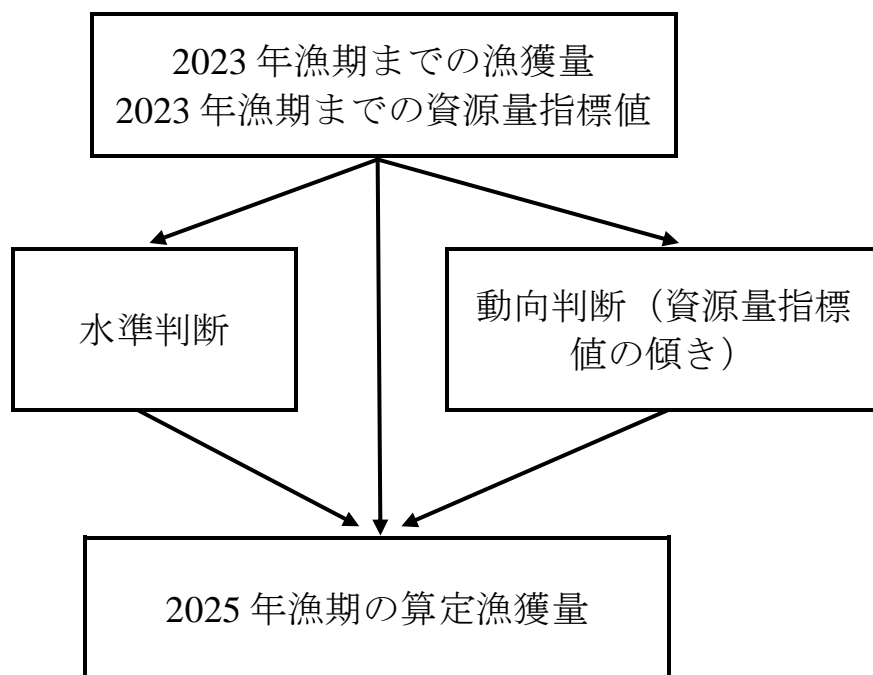 2023 年漁期までの漁獲量
2023 年漁期までの資源量指標値
水準判断
動向判断（資源量指標
値の傾き）
2025 年漁期の算定漁獲量